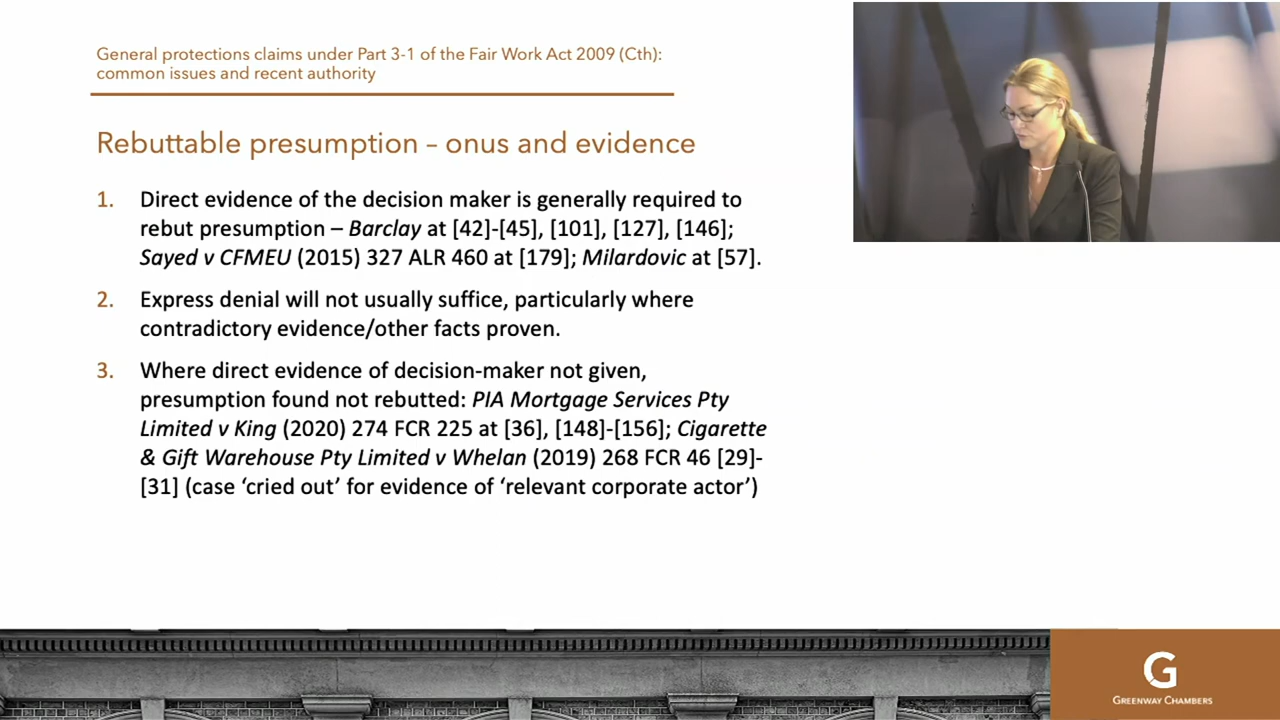 General protections claims under Part 3-1 of the Fair Work Act 2009 (Cth):
common issues and recent authority
Rebuttable presumption – onus and evidence
1. Direct evidence of the decision maker is generally required to
rebut presumption – Barclay at [42]-[45], [101], [127], [146];
Sayed v CFMEU (2015) 327 ALR 460 at [179]; Milardovic at [57].
2. Express denial will not usually suffice, particularly where
contradictory evidence/other facts proven.
3. Where direct evidence of decision-maker not given,
presumption found not rebutted: PIA Mortgage Services Pty
Limited v King (2020) 274 FCR 225 at [36], [148]-[156]; Cigarette
& Gift Warehouse Pty Limited v Whelan (2019) 268 FCR 46 [29]-
[31] (case ‘cried out’ for evidence of ‘relevant corporate actor’)
G
GREENWAY CHAMBERS